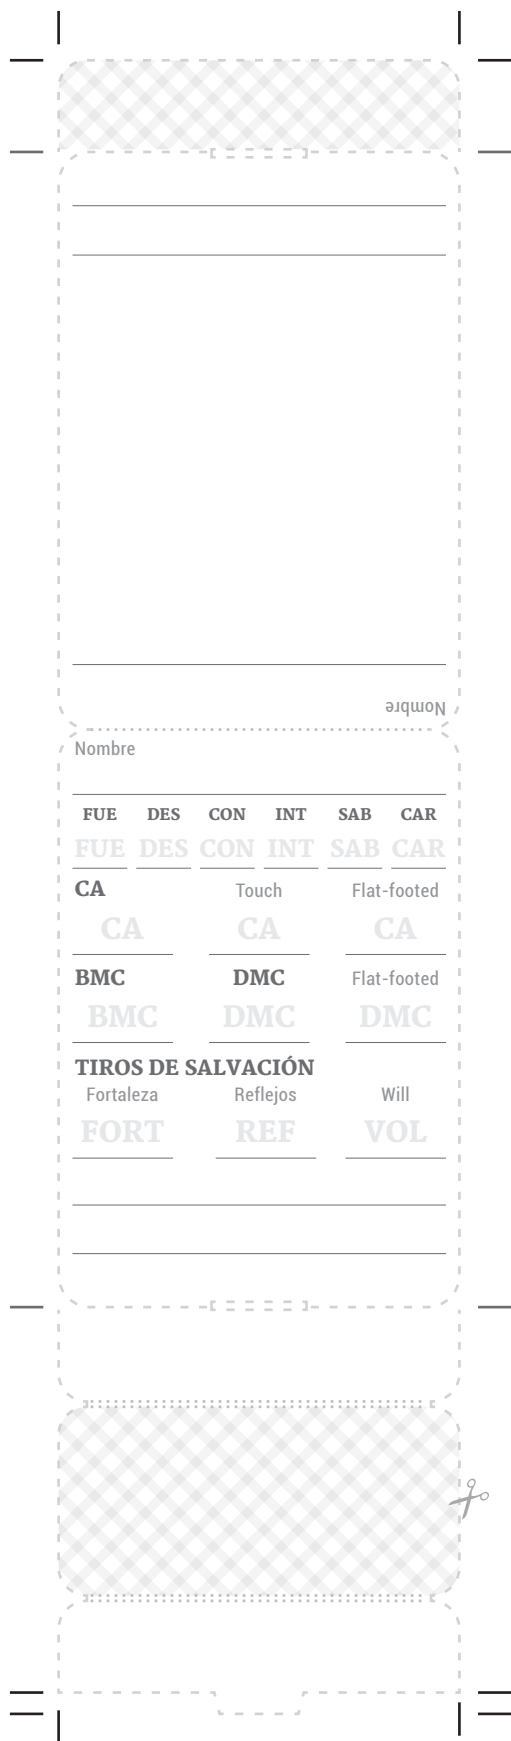 Nombre
Nombre
FUE DES CON INT SAB CAR
FUE DES CON INT SAB CAR
CA Touch Flat-footed
CA CA CA
BMC DMC Flat-footed
BMC DMC DMC
TIROS DE SALVACIÓN
Fortaleza Reflejos Will
FORT REF VOL